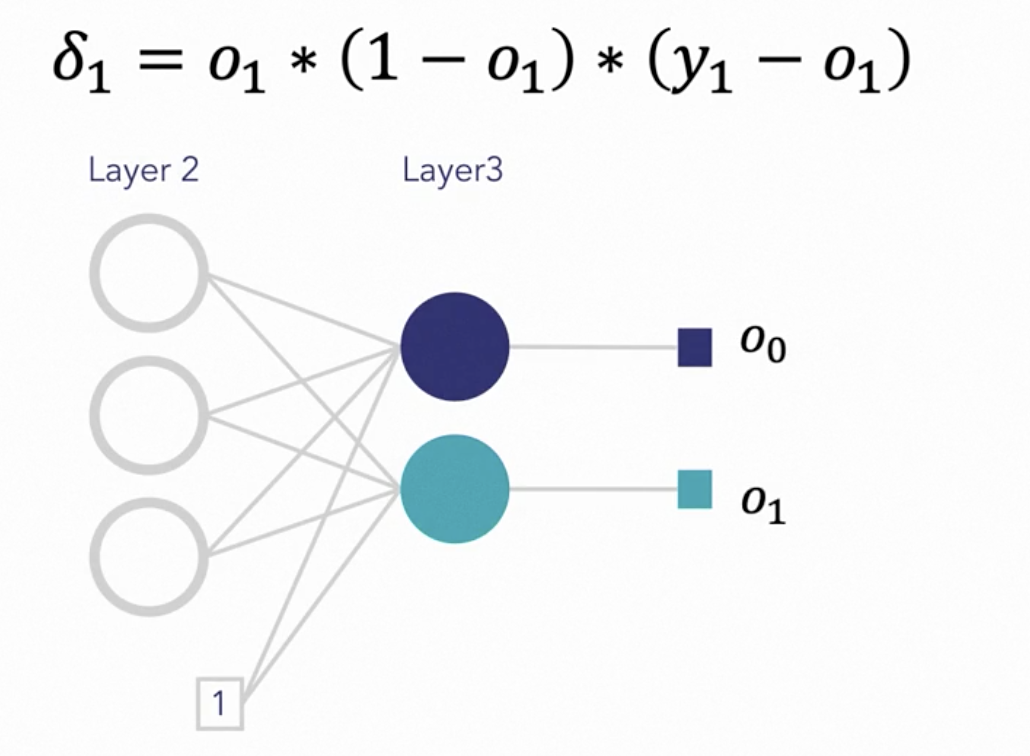 δ₁ = o₁ * (1 − o₁) * (y₁ − o₁)
Layer 2 Layer3
o₀
o₁
1